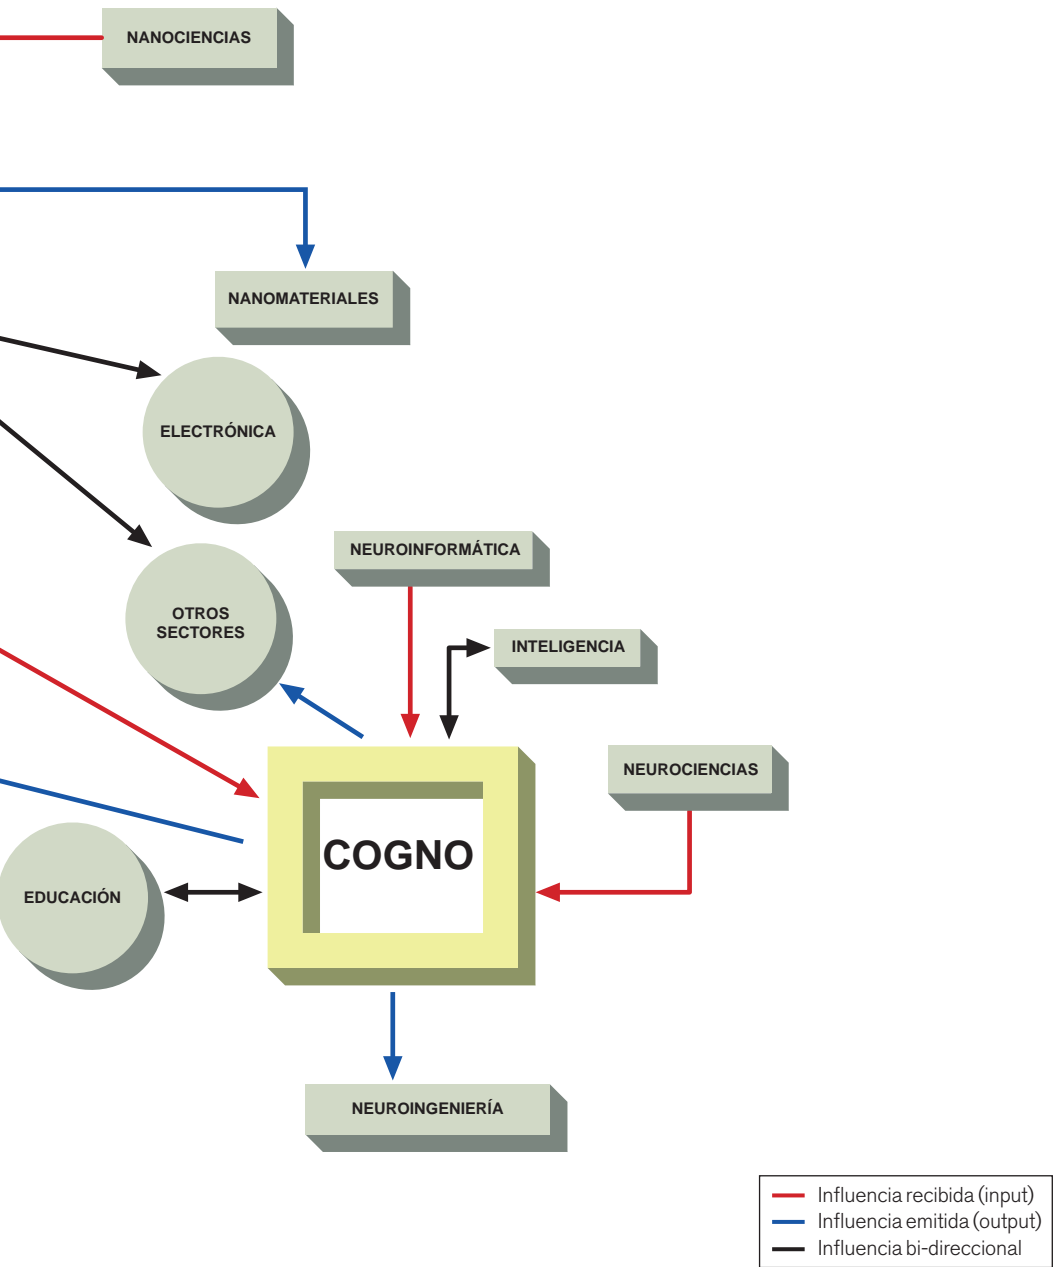 NANOCIENCIAS
NANOMATERIALES
ELECTRÓNICA
NEUROINFORMÁTICA
OTROS
SECTORES
INTELIGENCIA
NEUROCIENCIAS
COGNO
EDUCACIÓN
NEUROINGENIERÍA
Influencia recibida (input)
Influencia emitida (output)
Influencia bi-direccional